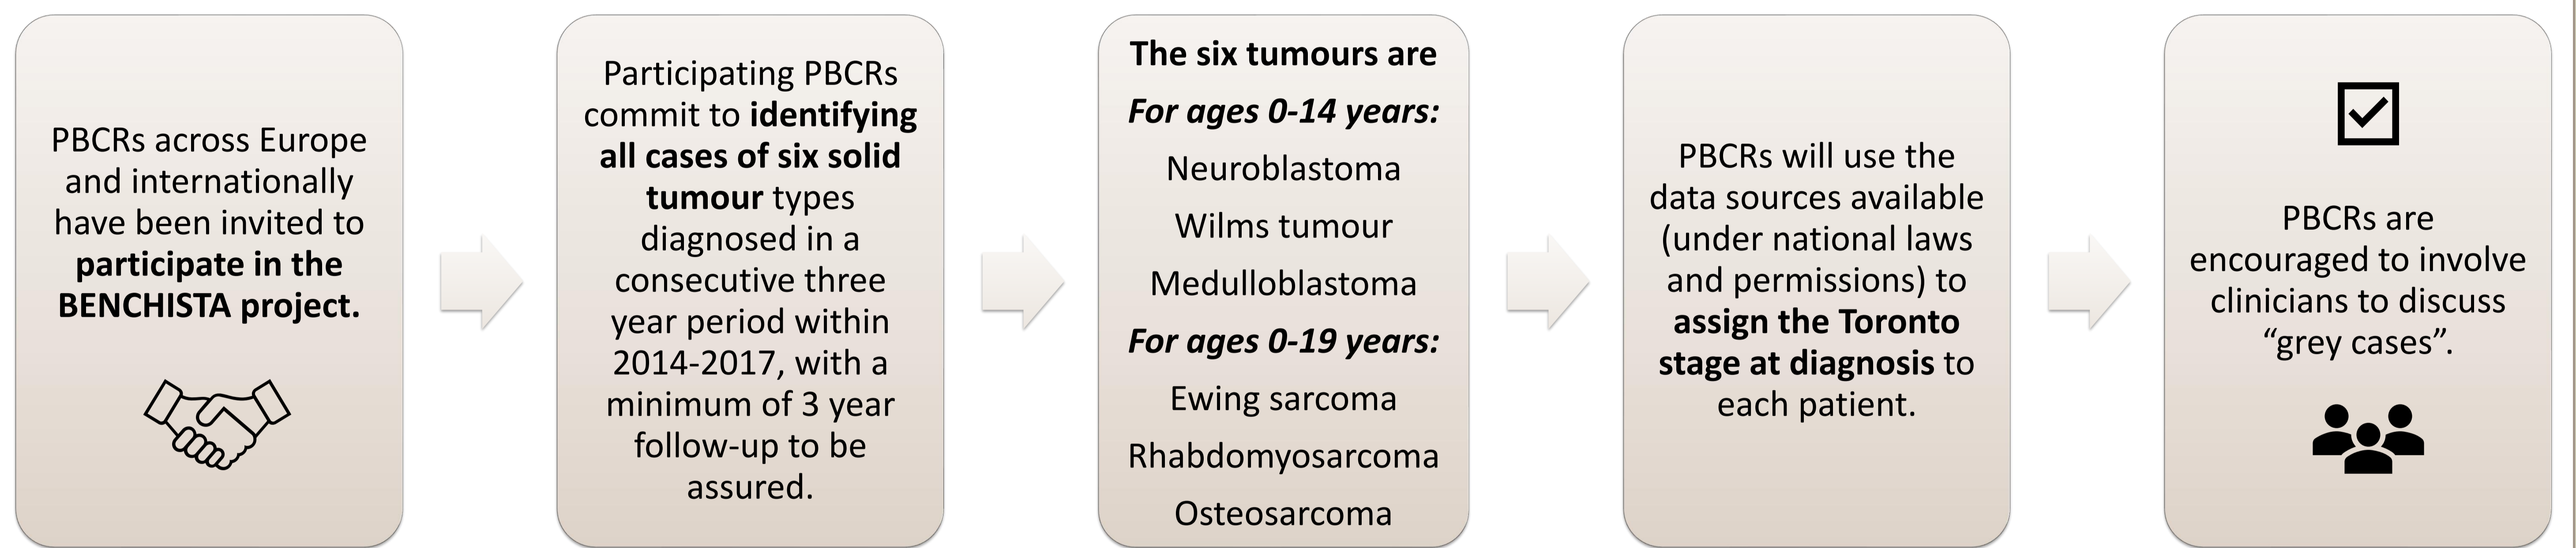 PBCRs across Europe
and internationally
have been invited to
participate in the
BENCHISTA project.
Participating PBCRs
commit to identifying
all cases of six solid
tumour types
diagnosed in a
consecutive three
year period within
2014-2017, with a
minimum of 3 year
follow-up to be
assured.
The six tumours are
For ages 0-14 years:
Neuroblastoma
Wilms tumour
Medulloblastoma
For ages 0-19 years:
Ewing sarcoma
Rhabdomyosarcoma
Osteosarcoma
PBCRs will use the
data sources available
(under national laws
and permissions) to
assign the Toronto
stage at diagnosis to
each patient.
PBCRs are
encouraged to involve
clinicians to discuss
“grey cases”.